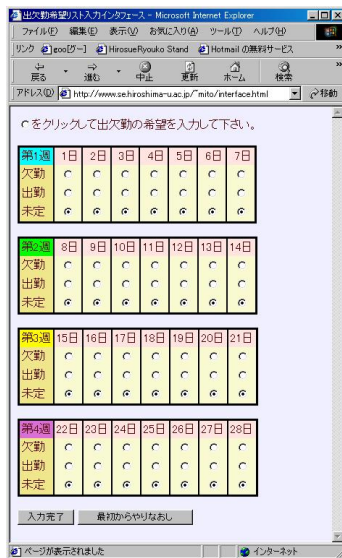 出欠勤希望リスト入力インタフェース - Microsoft Internet Explorer
ファイル(F) 編集(E) 表示(V) お気に入り(A) ツール(T) ヘルプ(H)
リンク goo[グー] HirosueRyouko Stand Hotmail の無料サービス
戻る 進む 中止 更新 ホーム 検索
アドレス(D) http://www.se.hiroshima-u.ac.jp/~mito/interface.html 移動
をクリックして出欠勤の希望を入力して下さい。
第1週 1日 2日 3日 4日 5日 6日 7日
欠勤
出勤
未定
第2週 8日 9日 10日 11日 12日 13日 14日
欠勤
出勤
未定
第3週 15日 16日 17日 18日 19日 20日 21日
欠勤
出勤
未定
第4週 22日 23日 24日 25日 26日 27日 28日
欠勤
出勤
未定
入力完了 最初からやりなおし
ページが表示されました インターネット